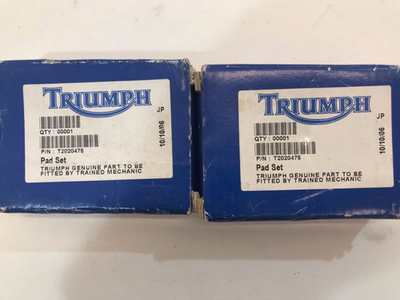 TRIUMPH
JP
QTY : 00001
10/10/06
P/N : T2020475
Pad Set
TRIUMPH GENUINE PART TO BE
FITTED BY TRAINED MECHANIC
TRIUMPH
JP
QTY : 00001
10/10/06
P/N : T2020475
Pad Set
TRIUMPH GENUINE PART TO BE
FITTED BY TRAINED MECHANIC